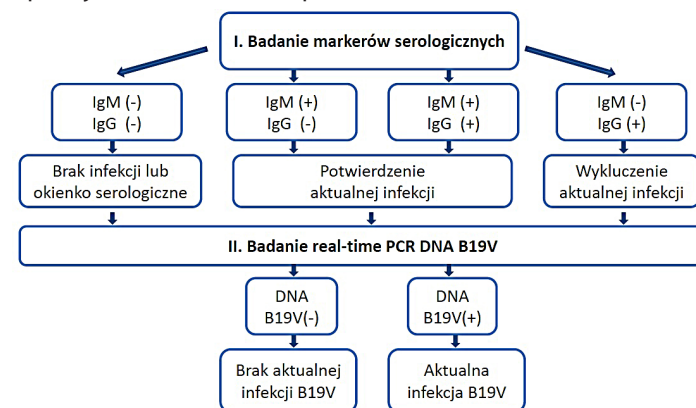 I. Badanie markerów serologicznych
IgM (-)
IgG (-)
IgM (+)
IgG (-)
IgM (+)
IgG (+)
IgM (-)
IgG (+)
Brak infekcji lub
okienko serologiczne
Potwierdzenie
aktualnej infekcji
Wykluczenie
aktualnej infekcji
II. Badanie real-time PCR DNA B19V
DNA
B19V(-)
DNA
B19V(+)
Brak aktualnej
infekcji B19V
Aktualna
infekcja B19V